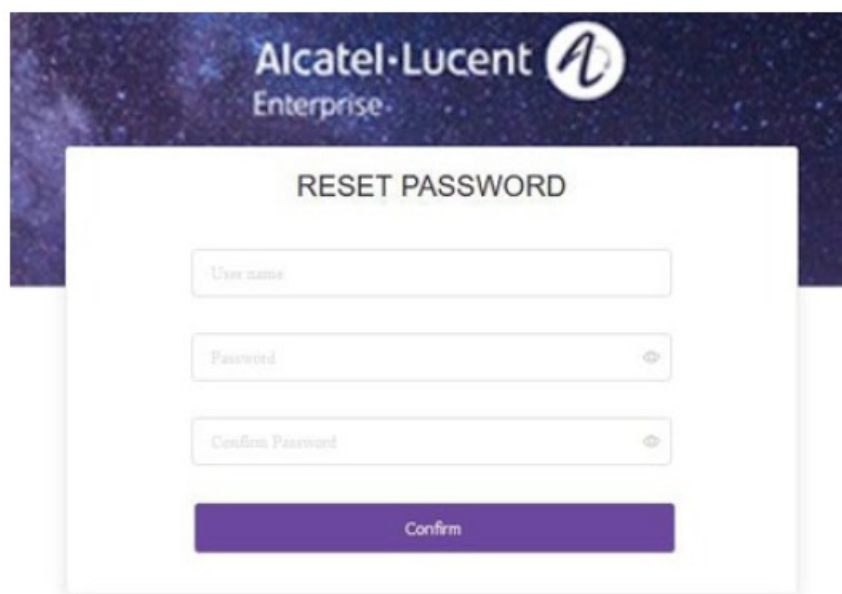 Alcatel·Lucent
Enterprise
RESET PASSWORD
User name
Password
Confirm Password
Confirm